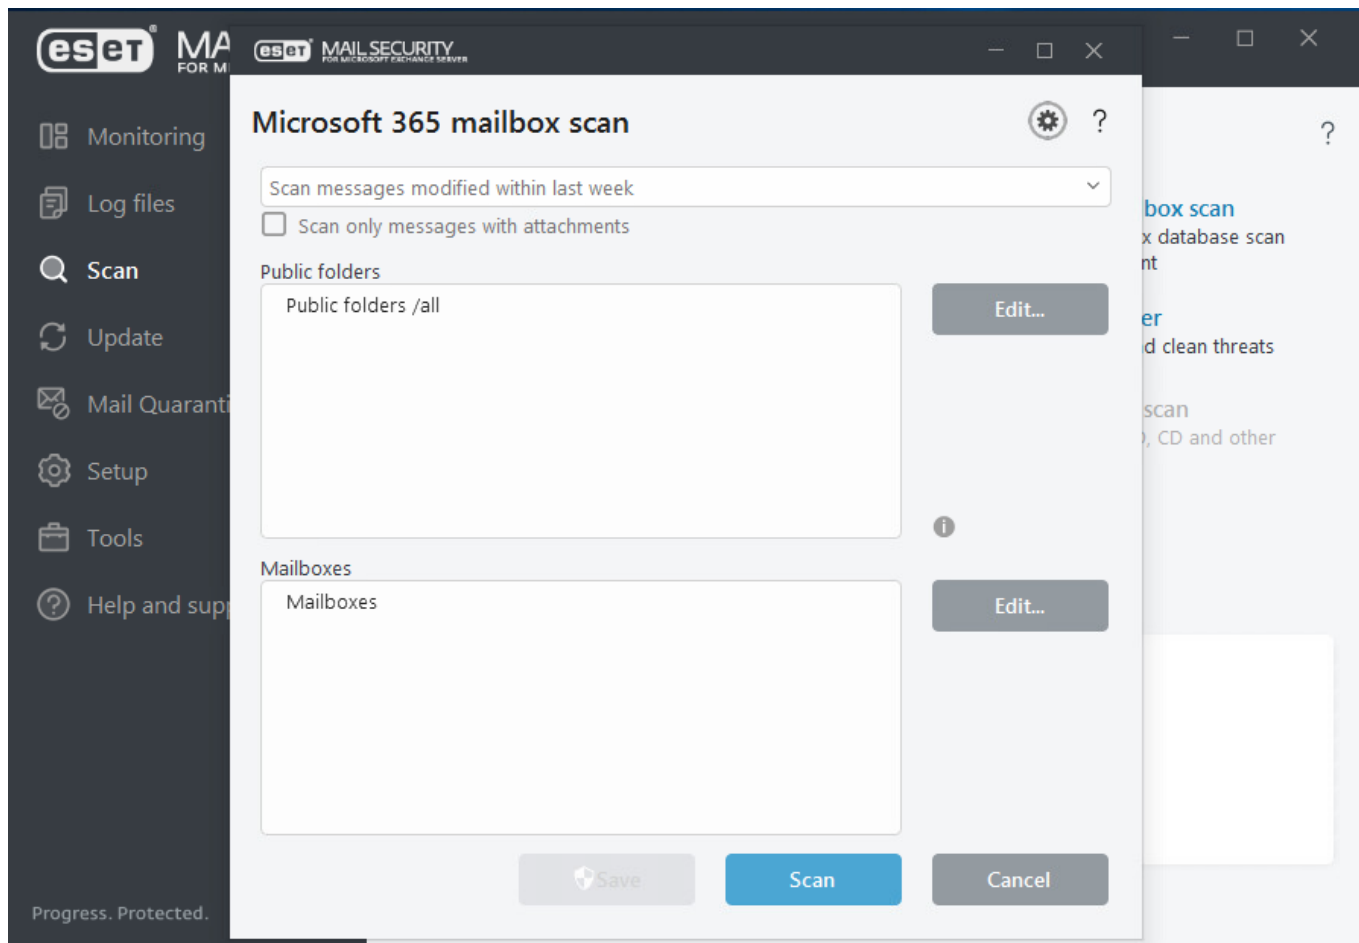 eset
MA
FOR M
eset MAIL SECURITY
FOR MICROSOFT EXCHANGE SERVER
Microsoft 365 mailbox scan
?
?
Monitoring
Log files
Scan
Update
Mail Quaranti
Setup
Tools
Help and supp
Progress. Protected.
Scan messages modified within last week
Scan only messages with attachments
Public folders
Public folders /all
Edit...
Mailboxes
Mailboxes
Edit...
Save
Scan
Cancel
box scan
x database scan
nt
er
d clean threats
scan
, CD and other